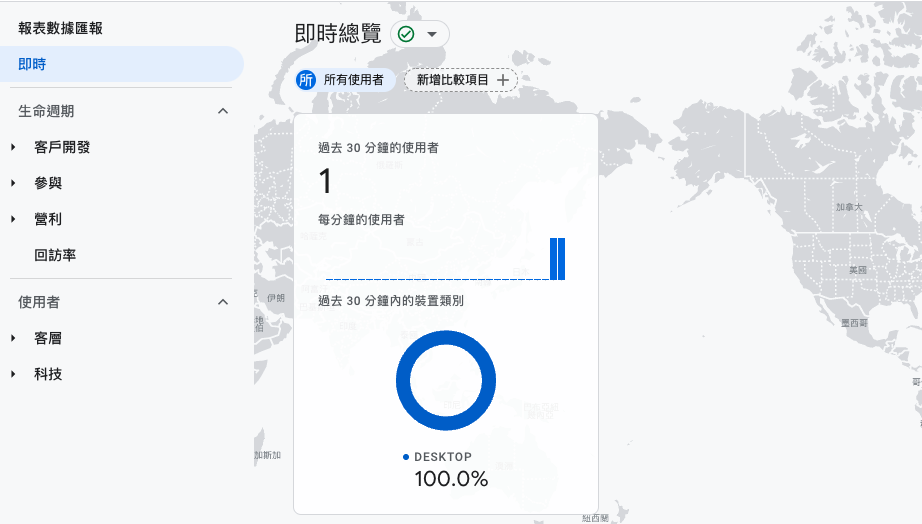 報表數據匯報
即時
生命週期
客戶開發
參與
營利
回訪率
使用者
客層
科技
即時總覽
所 所有使用者
新增比較項目
過去 30 分鐘的使用者
1
每分鐘的使用者
過去 30 分鐘內的裝置類別
DESKTOP
100.0%
加拿大
美國
墨西哥
伊朗
加斯加
紐西蘭